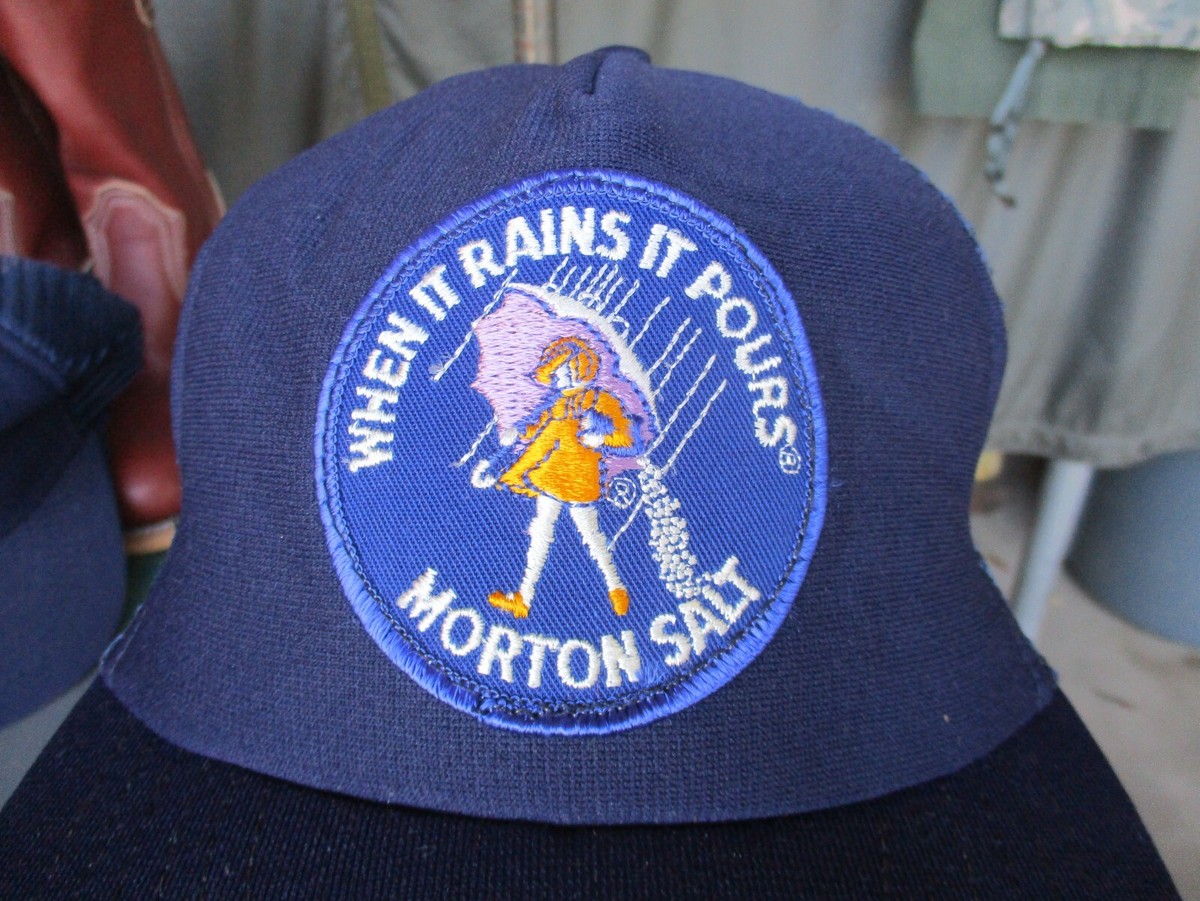 WHEN IT RAINS IT POURS®
®
MORTON SALT